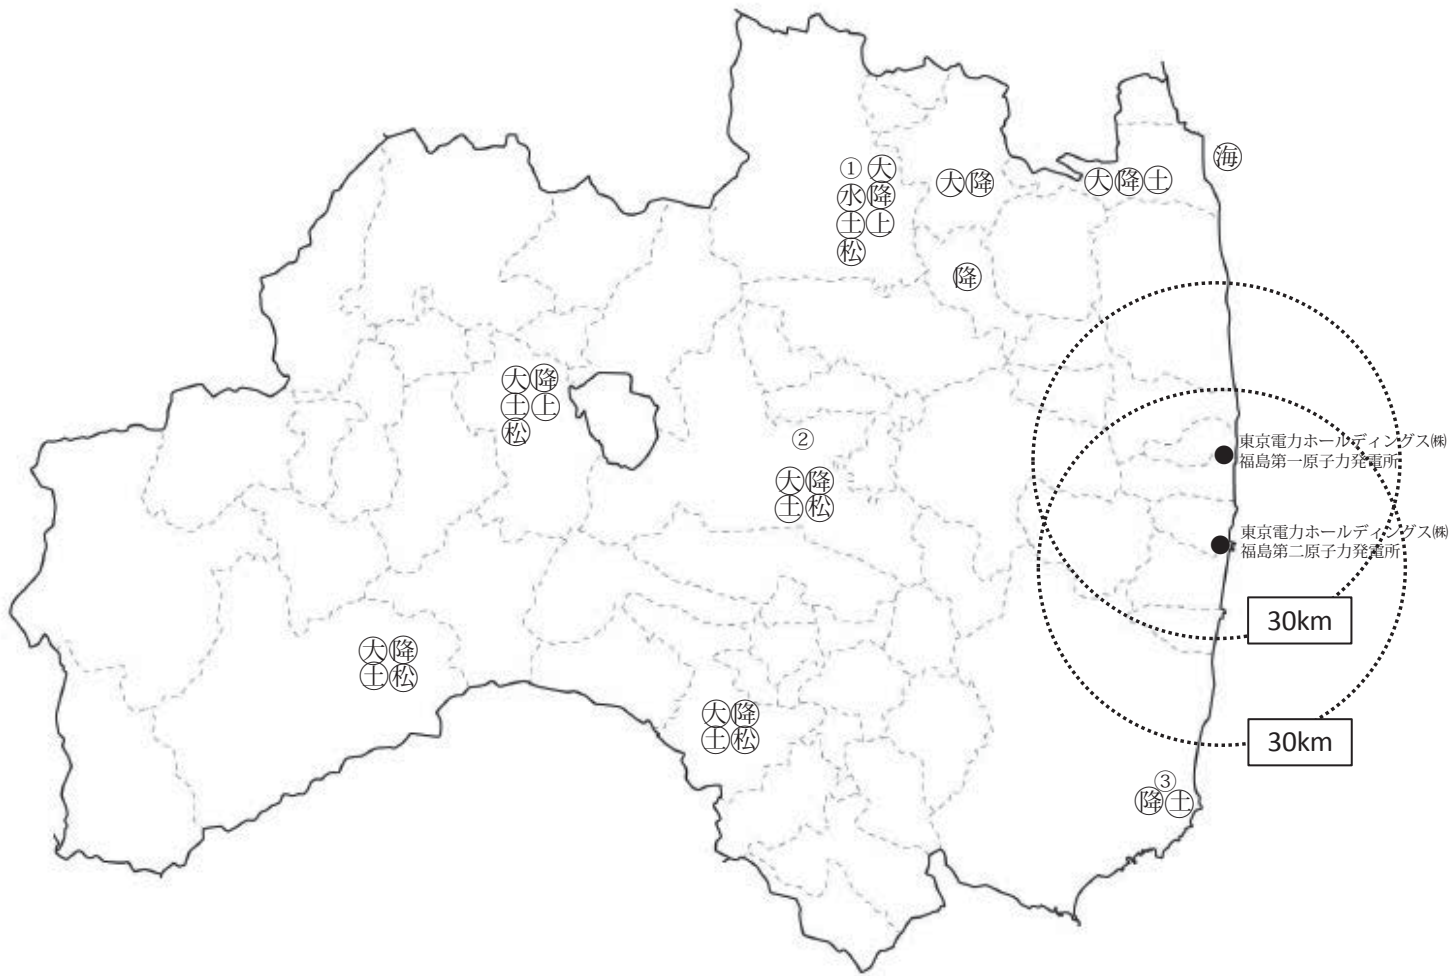 海
①大
水降
土上
松
大降
大降土
降
大降
土上
松
②
大降
土松
東京電力ホールディングス㈱
福島第一原子力発電所
東京電力ホールディングス㈱
福島第二原子力発電所
30km
大降
土松
大降
土松
30km
③
降土